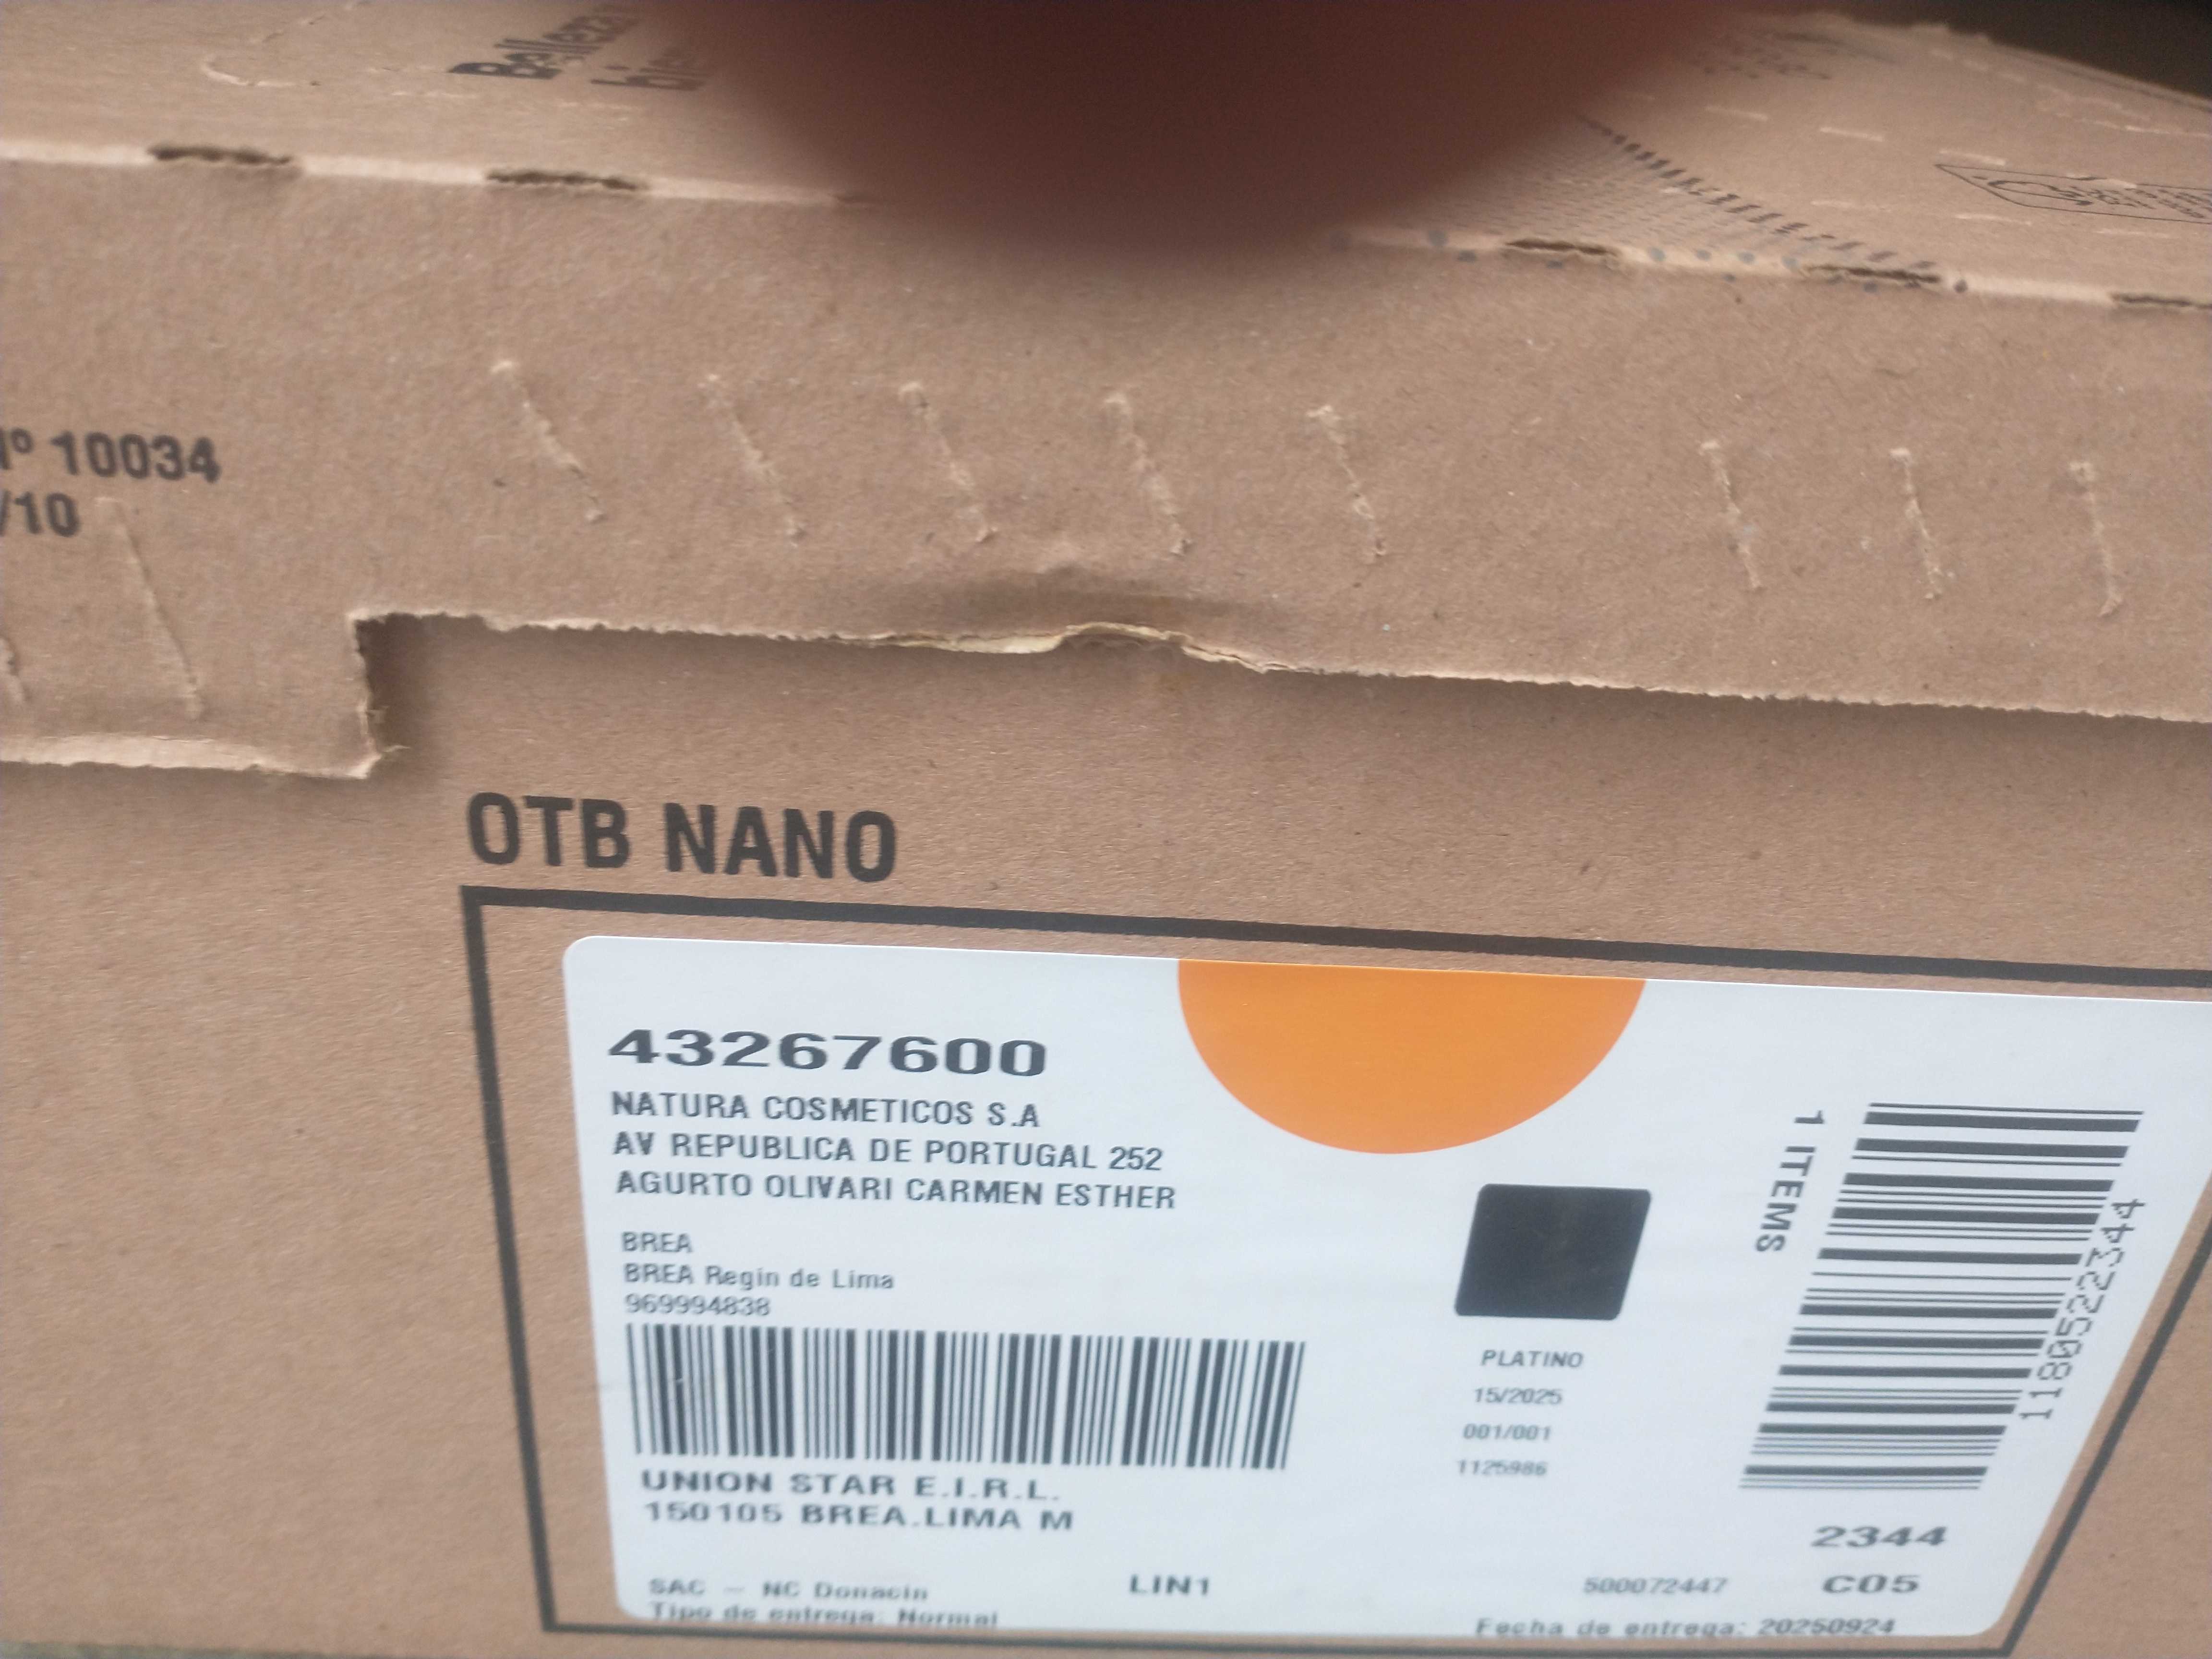 Nº 10034
/10
OTB NANO
43267600
NATURA COSMETICOS S.A
AV REPUBLICA DE PORTUGAL 252
AGURTO OLIVARI CARMEN ESTHER
BREA
BREA Regin de Lima
969994838
UNION STAR E.I.R.L.
150105 BREA.LIMA M
SAC - NC Donacin
LIN1
Tipo de entrega: Normal
PLATINO
15/2025
001/001
1125986
1 ITEMS
1180522344
2344
500072447
C05
Fecha de entrega: 20250924